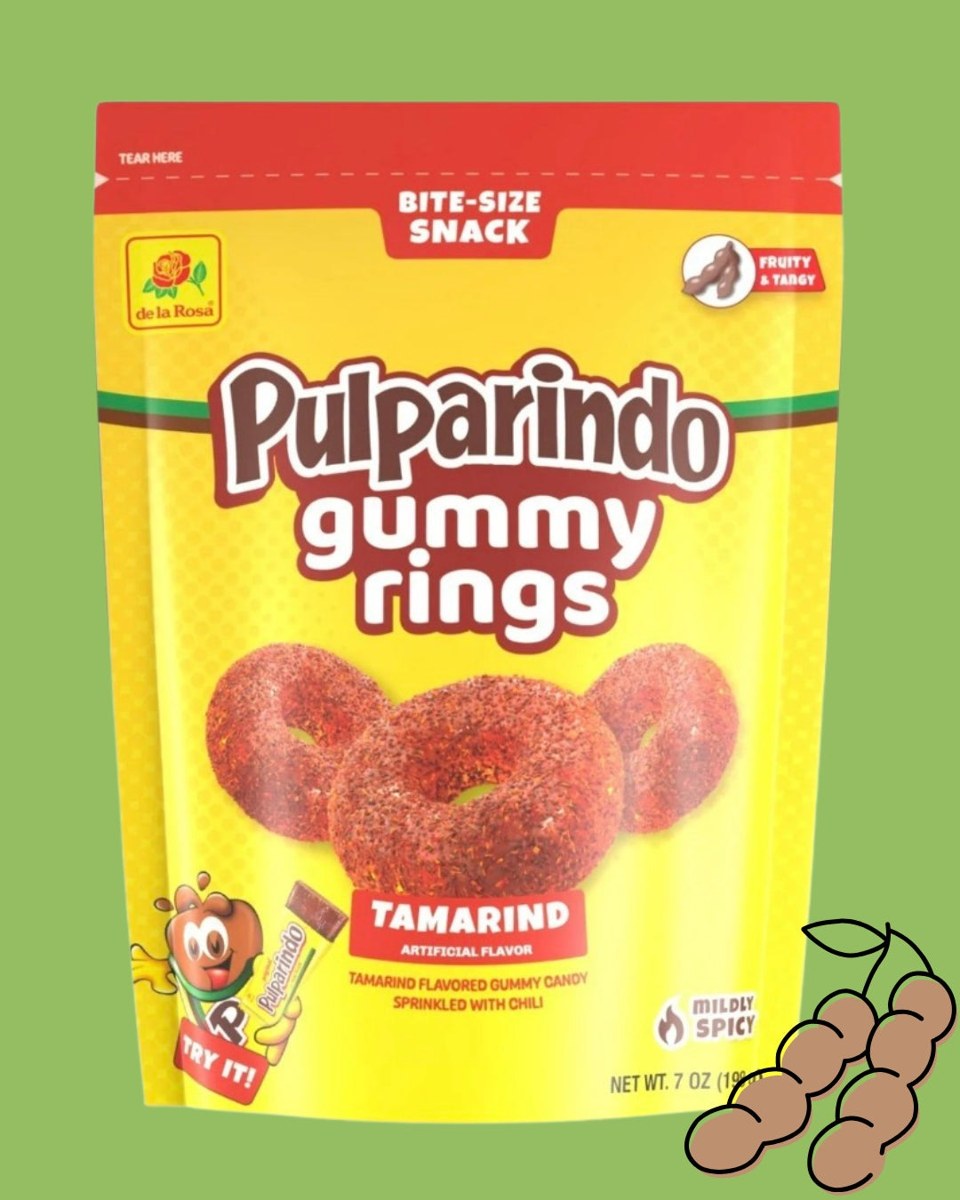 TEAR HERE
BITE-SIZE
SNACK
de la Rosa®
FRUITY
& TANGY
Pulparindo
gummy
rings
TAMARIND
ARTIFICIAL FLAVOR
TAMARIND FLAVORED GUMMY CANDY
SPRINKLED WITH CHILI
Pulparindo
P
TRY IT!
MILDLY
SPICY
NET WT. 7 OZ